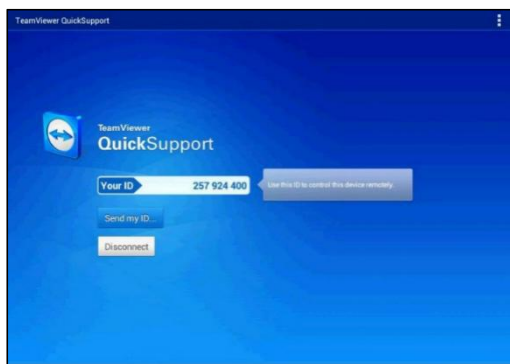 TeamViewer QuickSupport
TeamViewer
QuickSupport
Your ID 257 924 400
Use this ID to control this device remotely.
Send my ID...
Disconnect